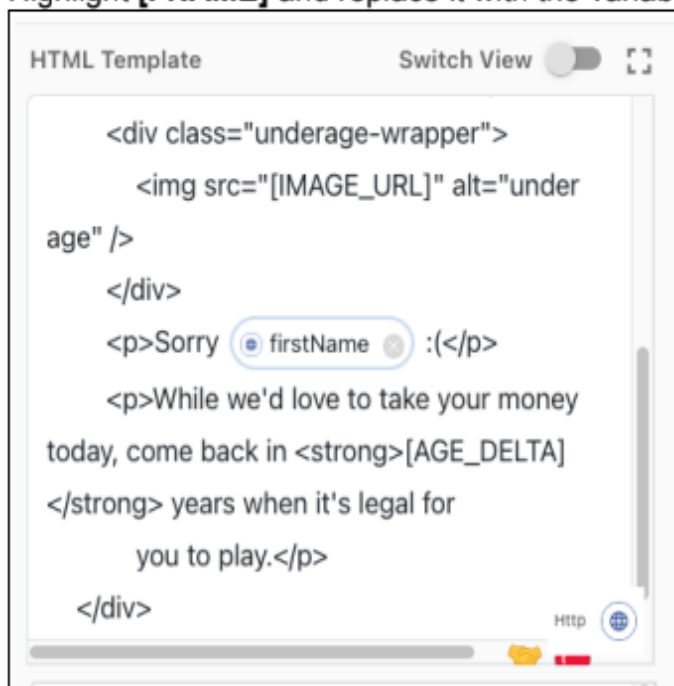 HTML Template Switch View
<div class="underage-wrapper">
<img src="[IMAGE_URL]" alt="under
age" />
</div>
<p>Sorry firstName :(</p>
<p>While we'd love to take your money
today, come back in <strong>[AGE_DELTA]
</strong> years when it's legal for
you to play.</p>
</div>
Http